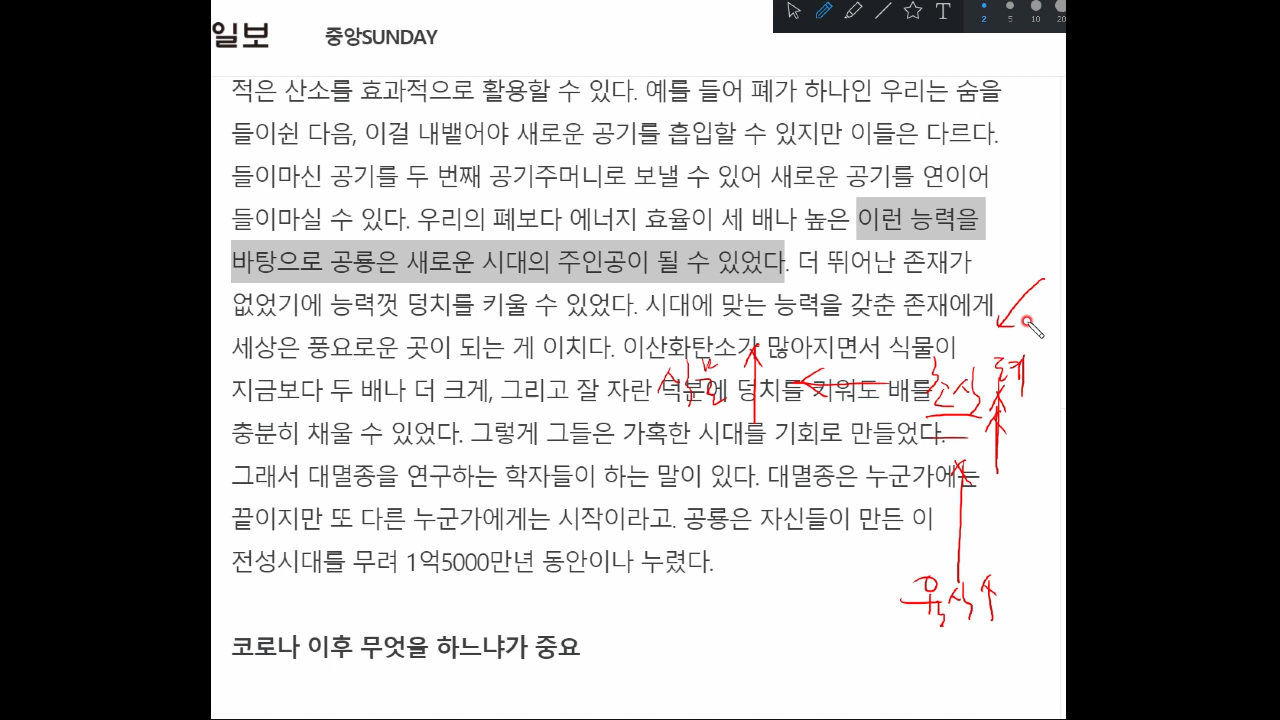 일보 중앙SUNDAY
T
2 5 10 20
적은 산소를 효과적으로 활용할 수 있다. 예를 들어 폐가 하나인 우리는 숨을
들이쉰 다음, 이걸 내뱉어야 새로운 공기를 흡입할 수 있지만 이들은 다르다.
들이마신 공기를 두 번째 공기주머니로 보낼 수 있어 새로운 공기를 연이어
들이마실 수 있다. 우리의 폐보다 에너지 효율이 세 배나 높은 이런 능력을
바탕으로 공룡은 새로운 시대의 주인공이 될 수 있었다. 더 뛰어난 존재가
없었기에 능력껏 덩치를 키울 수 있었다. 시대에 맞는 능력을 갖춘 존재에게
세상은 풍요로운 곳이 되는 게 이치다. 이산화탄소가 많아지면서 식물이
지금보다 두 배나 더 크게, 그리고 잘 자란 덕분에 덩치를 키워도 배를
충분히 채울 수 있었다. 그렇게 그들은 가혹한 시대를 기회로 만들었다.
그래서 대멸종을 연구하는 학자들이 하는 말이 있다. 대멸종은 누군가에는
끝이지만 또 다른 누군가에게는 시작이라고. 공룡은 자신들이 만든 이
전성시대를 무려 1억5000만년 동안이나 누렸다.
식물
초식
육식
코로나 이후 무엇을 하느냐가 중요